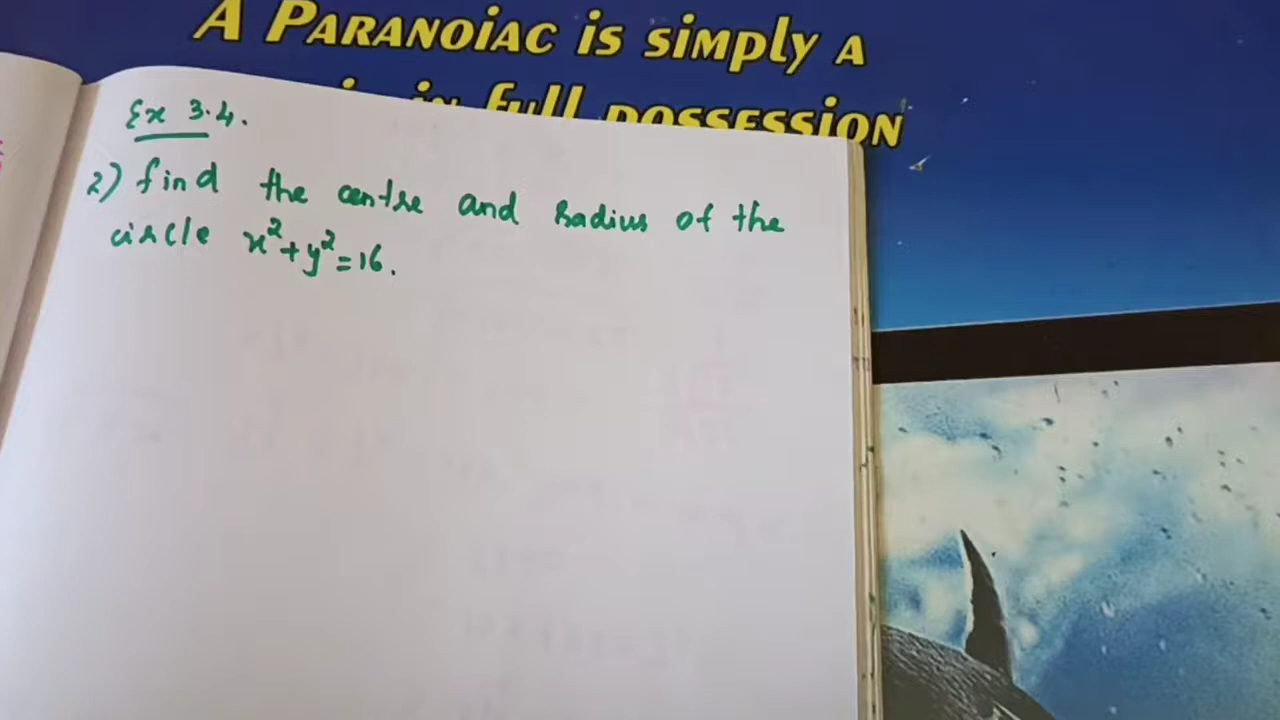 A PARANOiAC iS SiMPLY A
in full POSSESSiON
Ex 3.4.
2) find the centre and radius of the
circle x²+y²=16.